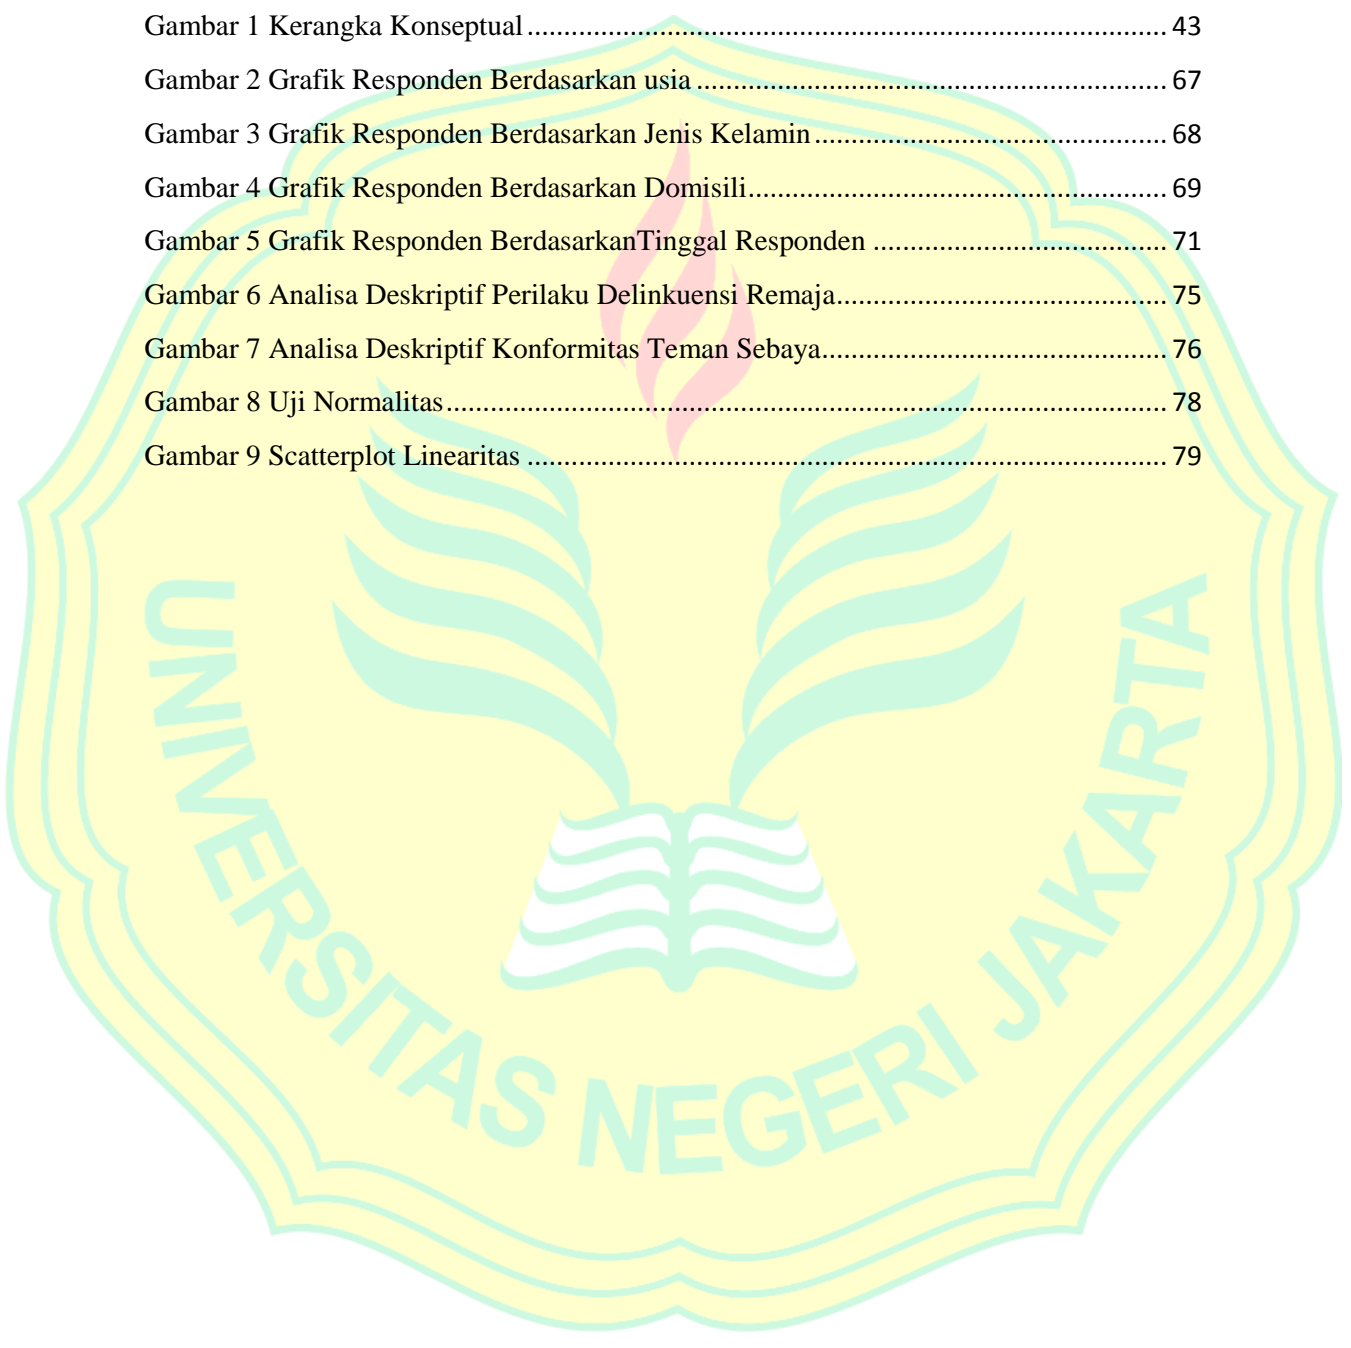 Gambar 1 Kerangka Konseptual ................................................................................ 43
Gambar 2 Grafik Responden Berdasarkan usia ........................................................... 67
Gambar 3 Grafik Responden Berdasarkan Jenis Kelamin ............................................ 68
Gambar 4 Grafik Responden Berdasarkan Domisili .................................................... 69
Gambar 5 Grafik Responden BerdasarkanTinggal Responden ..................................... 71
Gambar 6 Analisa Deskriptif Perilaku Delinkuensi Remaja ......................................... 75
Gambar 7 Analisa Deskriptif Konformitas Teman Sebaya ........................................... 76
Gambar 8 Uji Normalitas .......................................................................................... 78
Gambar 9 Scatterplot Linearitas ................................................................................ 79
UNIVERSITAS NEGERI JAKARTA